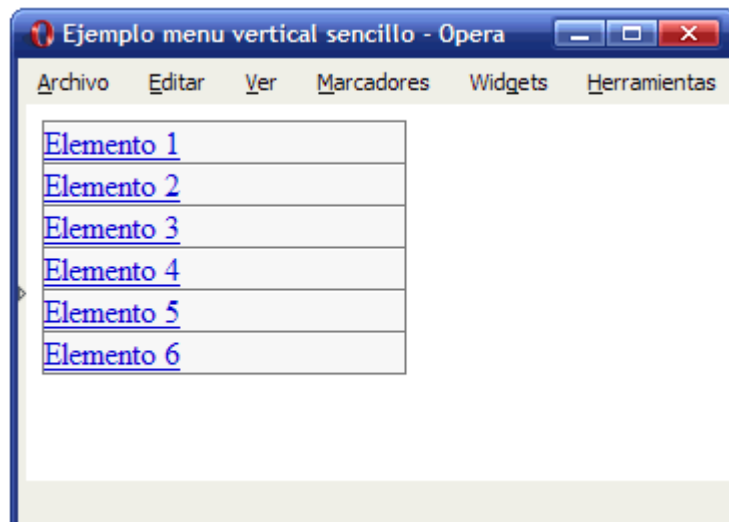 Ejemplo menu vertical sencillo - Opera
Archivo Editar Ver Marcadores Widgets Herramientas
Elemento 1
Elemento 2
Elemento 3
Elemento 4
Elemento 5
Elemento 6